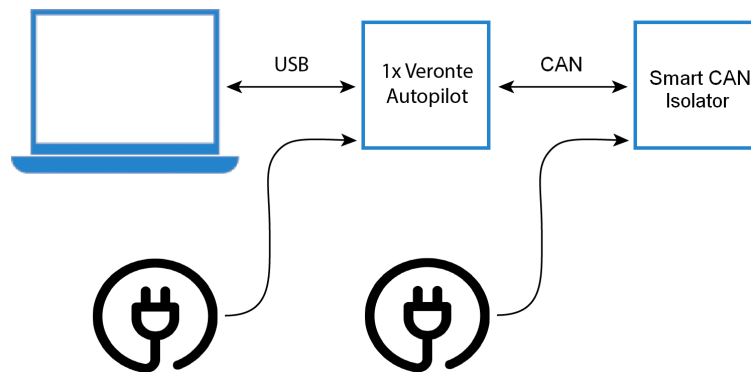 USB
1x Veronte
Autopilot
CAN
Smart CAN
Isolator